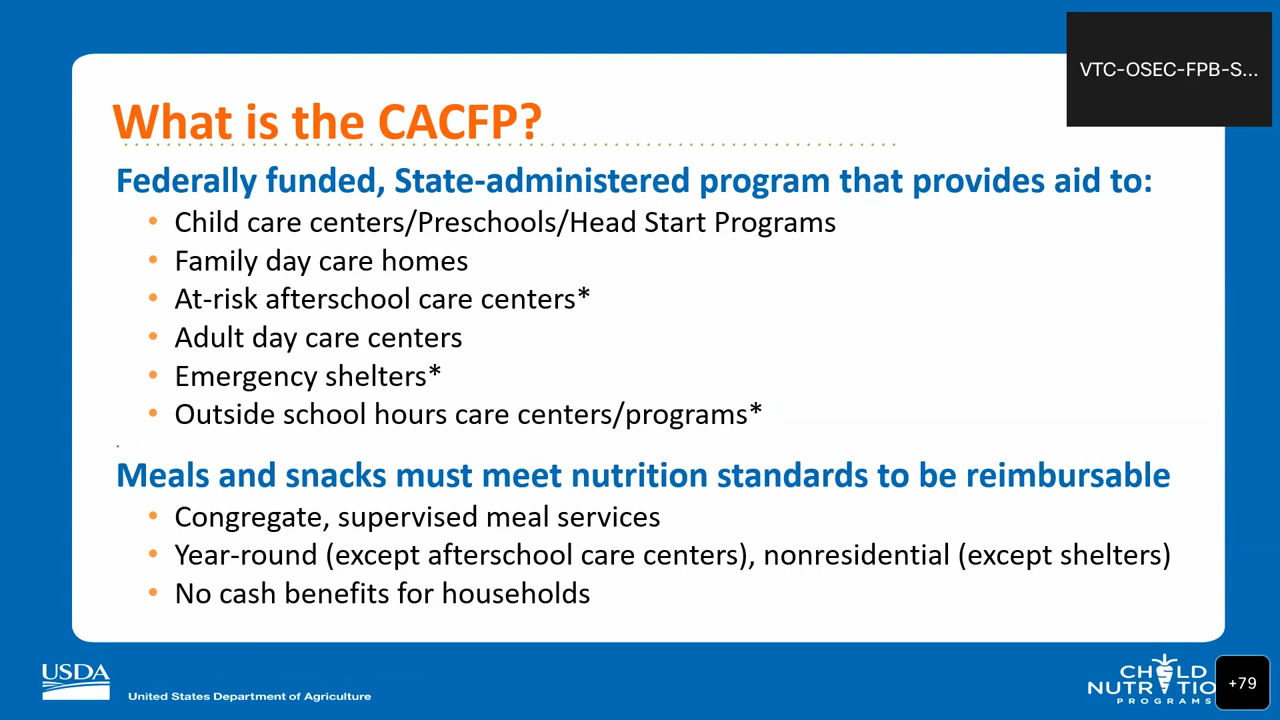 VTC-OSEC-FPB-S...
What is the CACFP?
Federally funded, State-administered program that provides aid to:
• Child care centers/Preschools/Head Start Programs
• Family day care homes
• At-risk afterschool care centers*
• Adult day care centers
• Emergency shelters*
• Outside school hours care centers/programs*
Meals and snacks must meet nutrition standards to be reimbursable
• Congregate, supervised meal services
• Year-round (except afterschool care centers), nonresidential (except shelters)
• No cash benefits for households
USDA
United States Department of Agriculture
CHILD
NUTRITIO
PROGRAMS
+79